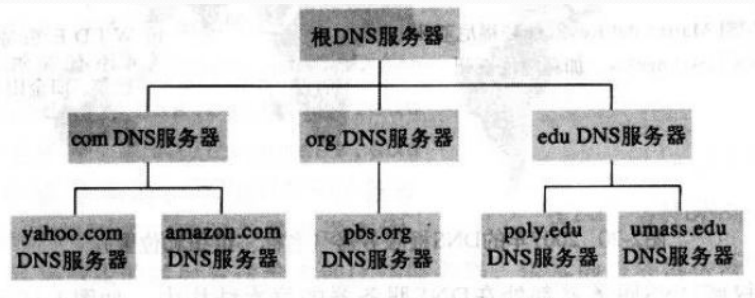 根DNS服务器
com DNS服务器
org DNS服务器
edu DNS服务器
yahoo.com
DNS服务器
amazon.com
DNS服务器
pbs.org
DNS服务器
poly.edu
DNS服务器
umass.edu
DNS服务器